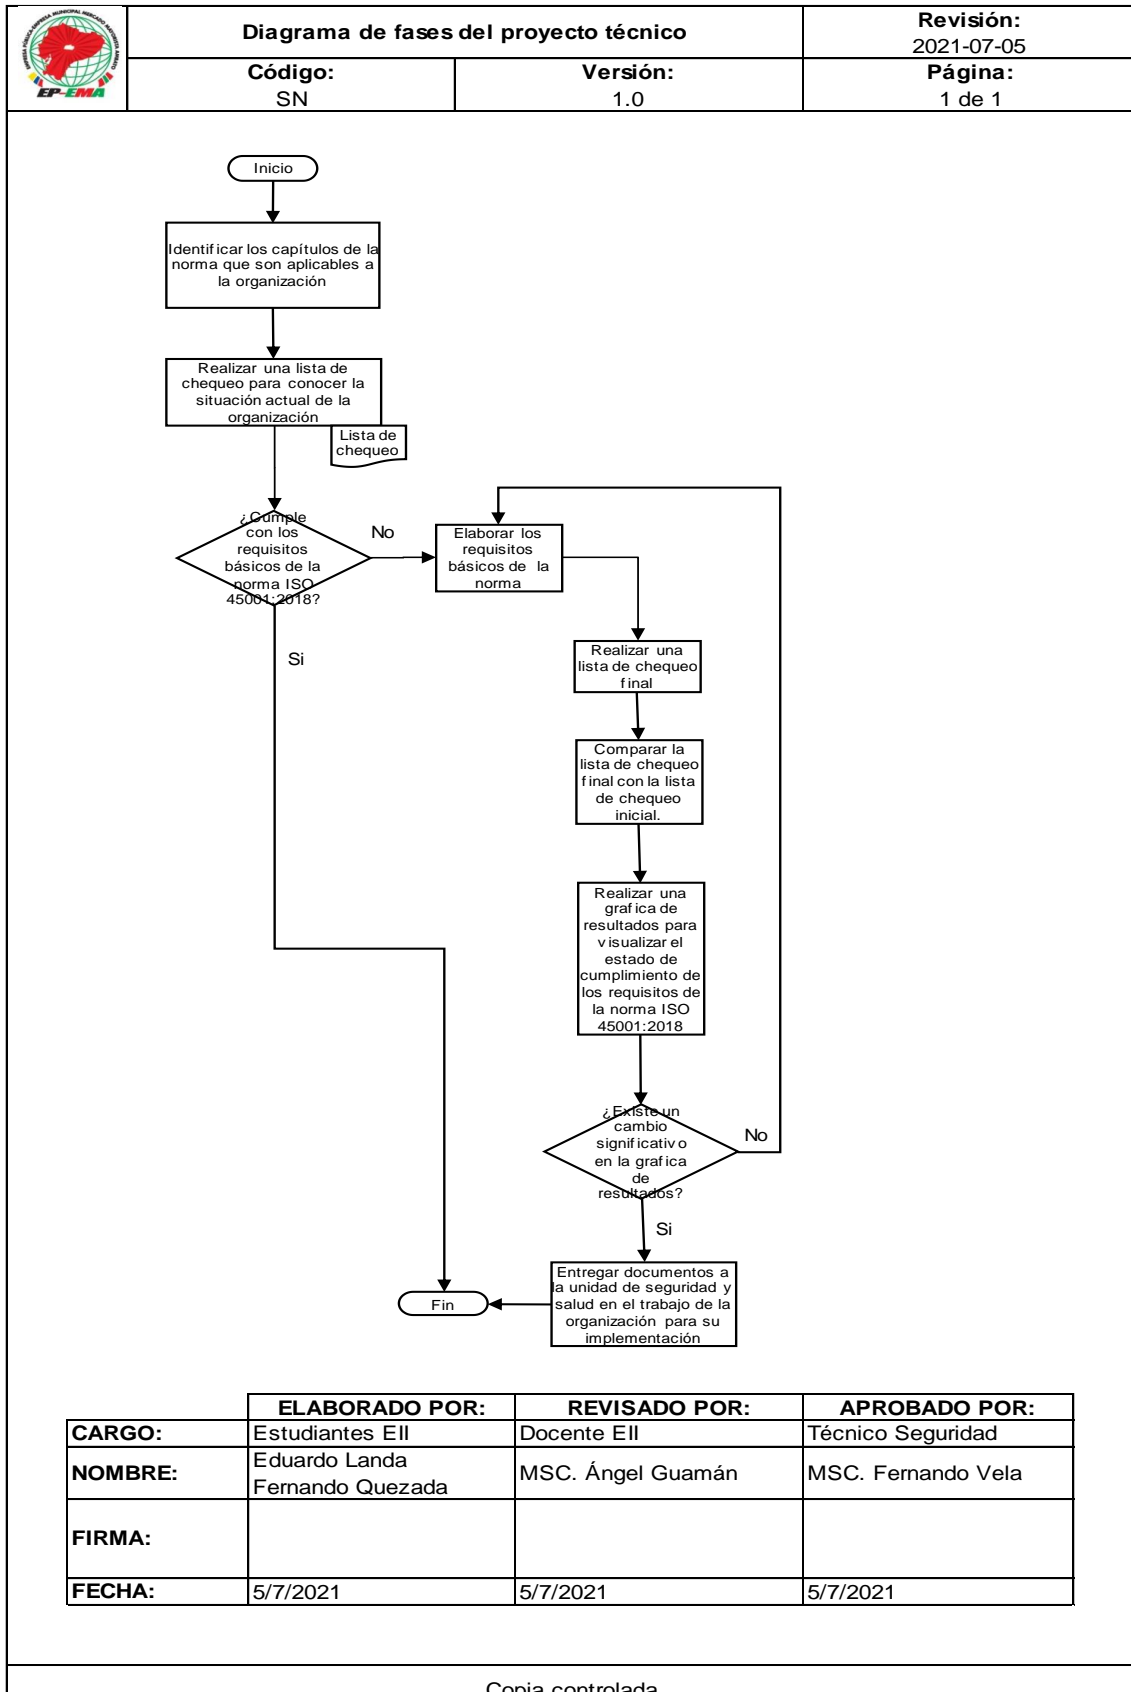 EMPRESA PÚBLICA-EMPRESA MUNICIPAL MERCADO MAYORISTA AMBATO
EP-EMA
Diagrama de fases del proyecto técnico
Revisión:
2021-07-05
Código:
SN
Versión:
1.0
Página:
1 de 1
Inicio
Identificar los capítulos de la
norma que son aplicables a
la organización
Realizar una lista de
chequeo para conocer la
situación actual de la
organización
Lista de
chequeo
¿Cumple
con los
requisitos
básicos de la
norma ISO
45001:2018?
No
Si
Elaborar los
requisitos
básicos de la
norma
Realizar una
lista de chequeo
final
Comparar la
lista de chequeo
final con la lista
de chequeo
inicial.
Realizar una
grafica de
resultados para
visualizar el
estado de
cumplimiento de
los requisitos de
la norma ISO
45001:2018
¿Existe un
cambio
significativo
en la grafica
de
resultados?
No
Si
Entregar documentos a
la unidad de seguridad y
salud en el trabajo de la
organización para su
implementación
Fin
ELABORADO POR: REVISADO POR: APROBADO POR:
CARGO: Estudiantes EII Docente EII Técnico Seguridad
NOMBRE: Eduardo Landa
Fernando Quezada MSC. Ángel Guamán MSC. Fernando Vela
FIRMA:
FECHA: 5/7/2021 5/7/2021 5/7/2021
Copia controlada